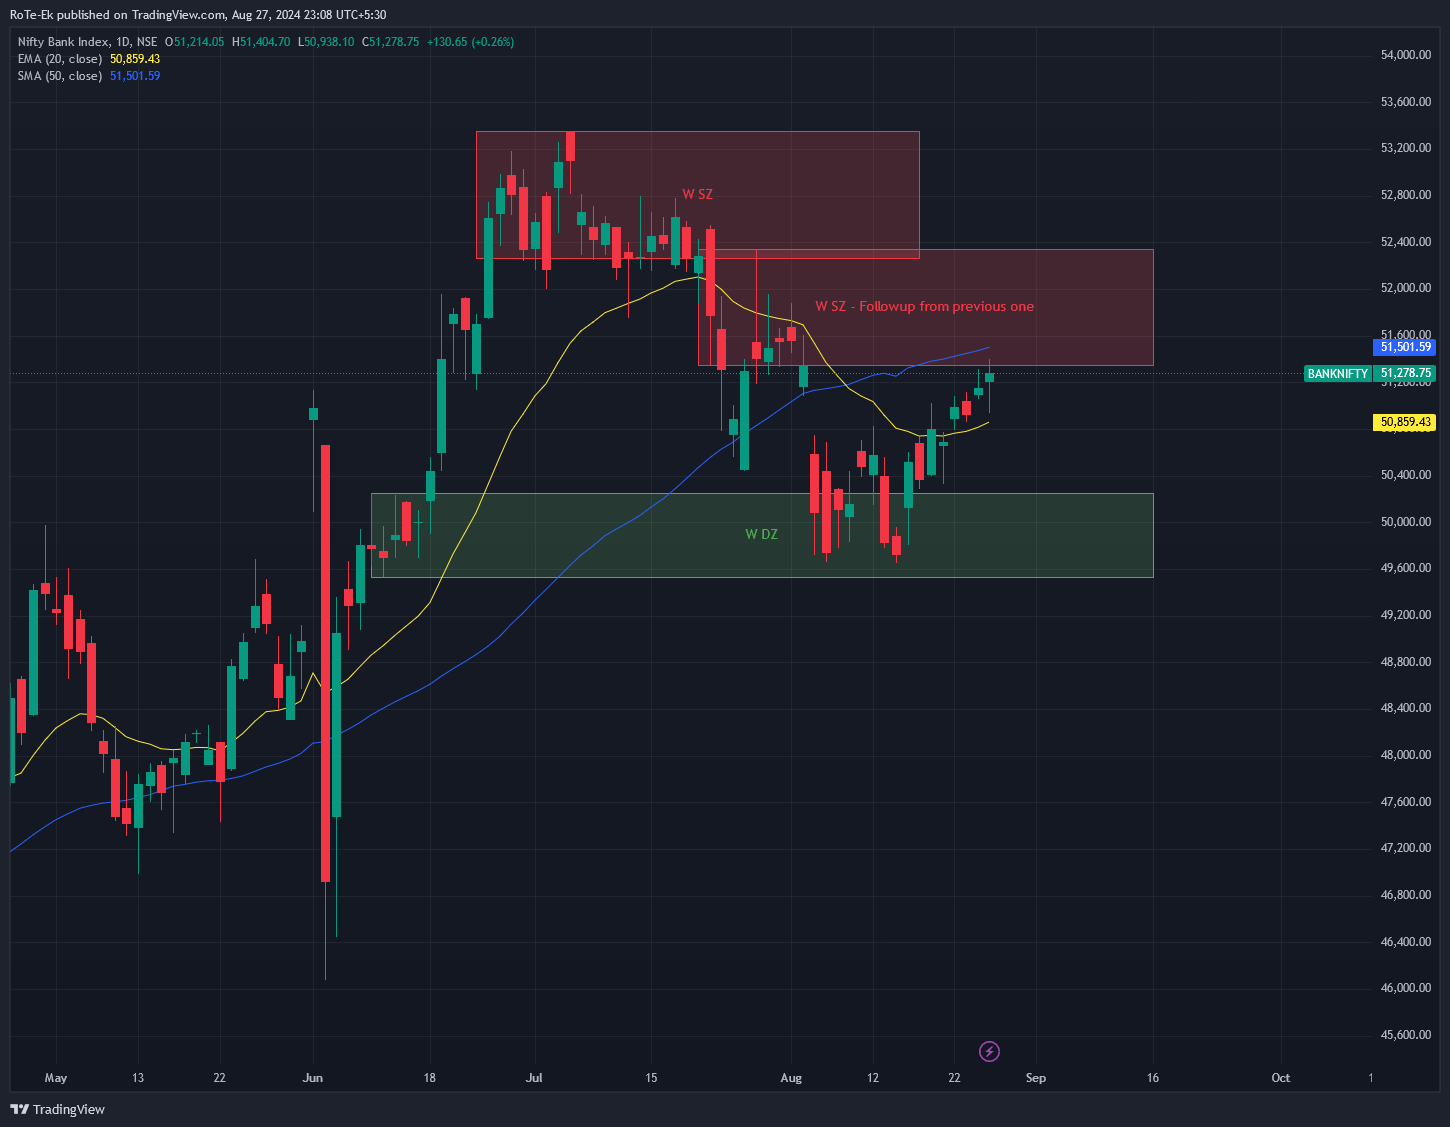 RoTe-Ek published on TradingView.com, Aug 27, 2024 23:08 UTC+5:30
Nifty Bank Index, 1D, NSE O51,214.05 H51,404.70 L50,938.10 C51,278.75 +130.65 (+0.26%)
EMA (20, close) 50,859.43
SMA (50, close) 51,501.59
54,000.00
53,600.00
53,200.00
W SZ
52,800.00
52,400.00
52,000.00
W SZ - Followup from previous one
51,600.00
51,501.59
BANKNIFTY 51,278.75
51,200.00
50,859.43
50,400.00
50,000.00
W DZ
49,600.00
49,200.00
48,800.00
48,400.00
48,000.00
47,600.00
47,200.00
46,800.00
46,400.00
46,000.00
45,600.00
May 13 22 Jun 18 Jul 15 Aug 12 22 Sep 16 Oct 1
TradingView